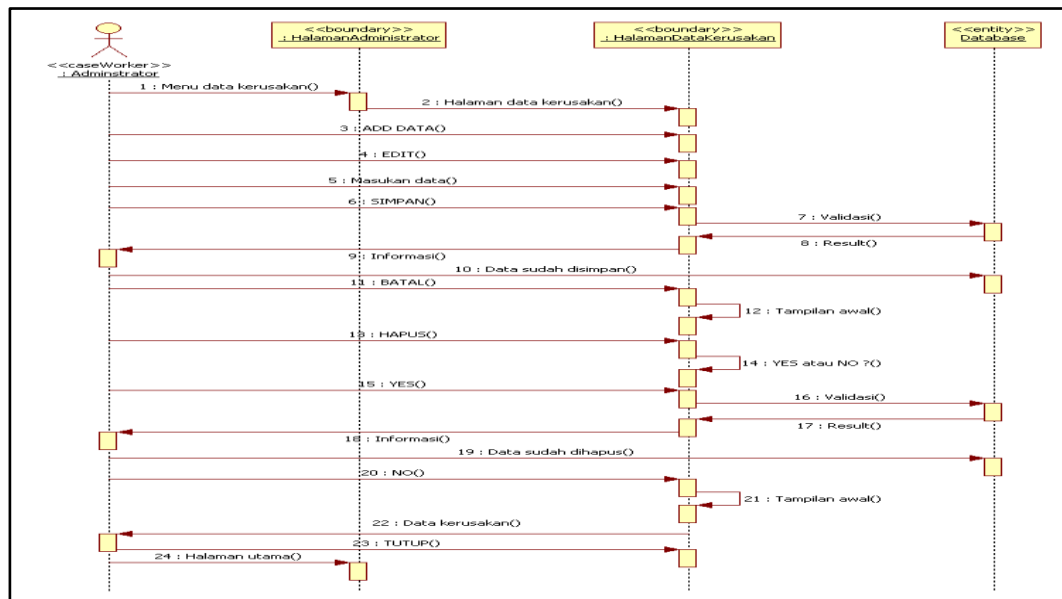 <<boundary>>
: HalamanAdministrator
<<boundary>>
: HalamanDataKerusakan
<<entity>>
Database
<<caseWorker>>
: Adminstrator
1 : Menu data kerusakan()
2 : Halaman data kerusakan()
3 : ADD DATA()
4 : EDIT()
5 : Masukan data()
6 : SIMPAN()
7 : Validasi()
8 : Result()
9 : Informasi()
10 : Data sudah disimpan()
11 : BATAL()
12 : Tampilan awal()
13 : HAPUS()
14 : YES atau NO ?()
15 : YES()
16 : Validasi()
17 : Result()
18 : Informasi()
19 : Data sudah dihapus()
20 : NO()
21 : Tampilan awal()
22 : Data kerusakan()
23 : TUTUP()
24 : Halaman utama()